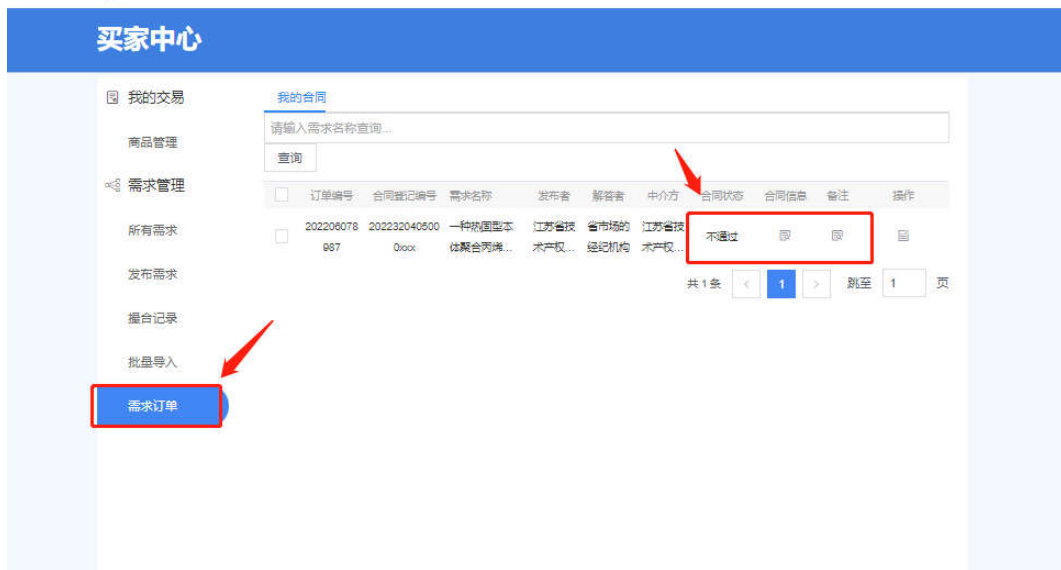 买家中心
我的交易
商品管理
需求管理
所有需求
发布需求
撮合记录
批量导入
需求订单
我的合同
请输入需求名称查询...
查询
订单编号 合同登记编号 需求名称 发布者 解答者 中介方 合同状态 合同信息 备注 操作
202206078 202232040500 一种热固型本 江苏省技 省市场的 江苏省技 不通过
987 0xxx 体聚合丙烯... 术产权... 经纪机构 术产权...
共 1 条 < 1 > 跳至 1 页